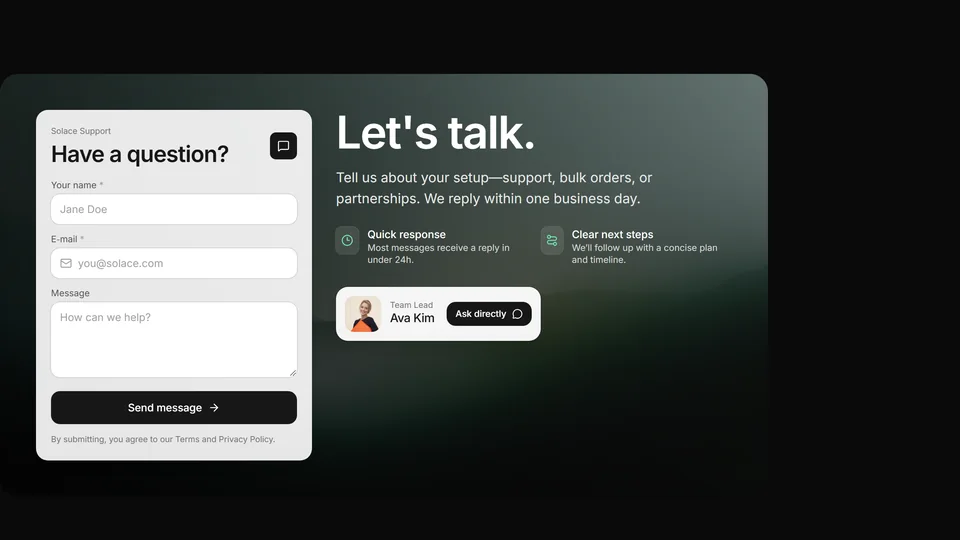 Solace Support
Have a question?
Your name *
Jane Doe
E-mail *
you@solace.com
Message
How can we help?
Send message
By submitting, you agree to our Terms and Privacy Policy.
Let's talk.
Tell us about your setup—support, bulk orders, or
partnerships. We reply within one business day.
Quick response
Most messages receive a reply in
under 24h.
Clear next steps
We'll follow up with a concise plan
and timeline.
Team Lead
Ava Kim
Ask directly